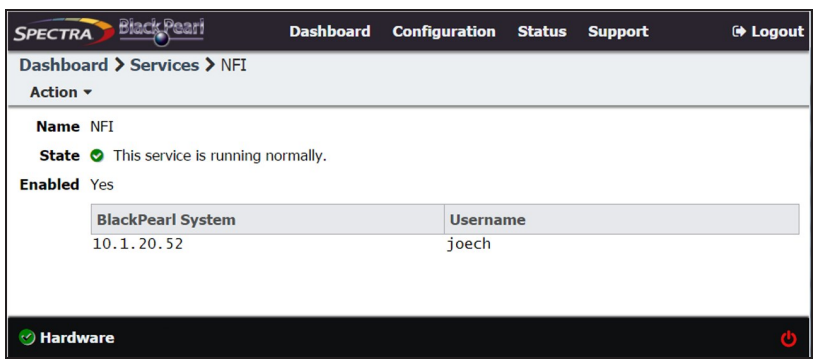 SPECTRA BlackPearl Dashboard Configuration Status Support Logout
Dashboard > Services > NFI
Action
Name NFI
State This service is running normally.
Enabled Yes
BlackPearl System Username
10.1.20.52 joech
Hardware